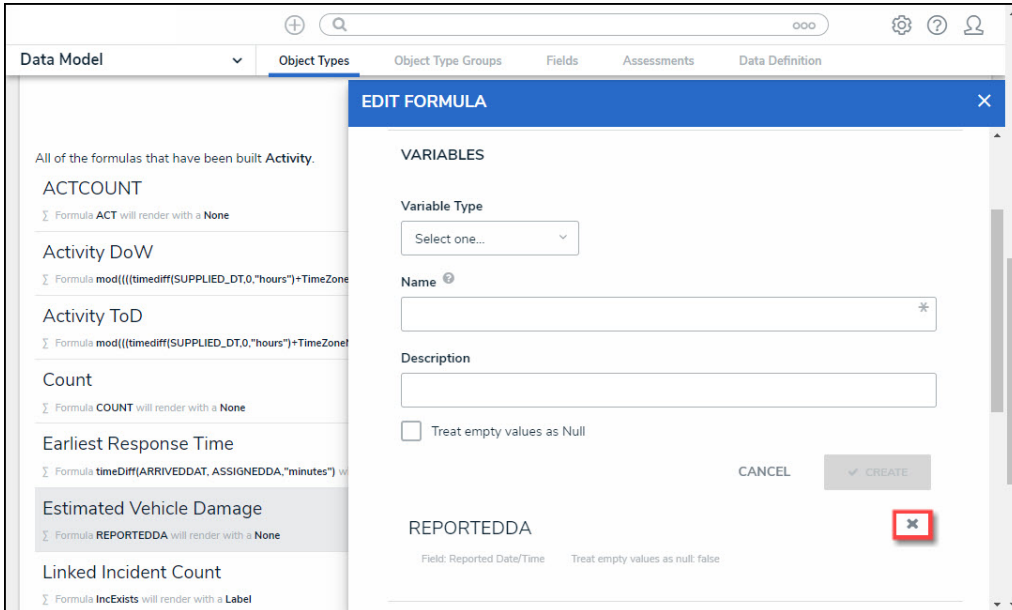 Data Model
Object Types
Object Type Groups
Fields
Assessments
Data Definition
All of the formulas that have been built Activity.
ACTCOUNT
∑ Formula ACT will render with a None
Activity DoW
∑ Formula mod((((timediff(SUPPLIED_DT,0,"hours")+TimeZone
Activity ToD
∑ Formula mod(((timediff(SUPPLIED_DT,0,"hours")+TimeZone
Count
∑ Formula COUNT will render with a None
Earliest Response Time
∑ Formula timeDiff(ARRIVEDDAT, ASSIGNEDDA,"minutes") w
Estimated Vehicle Damage
∑ Formula REPORTEDDA will render with a None
Linked Incident Count
∑ Formula IncExists will render with a Label
EDIT FORMULA
VARIABLES
Variable Type
Select one...
Name
Description
Treat empty values as Null
CANCEL
CREATE
REPORTEDDA
Field: Reported Date/Time Treat empty values as null: false